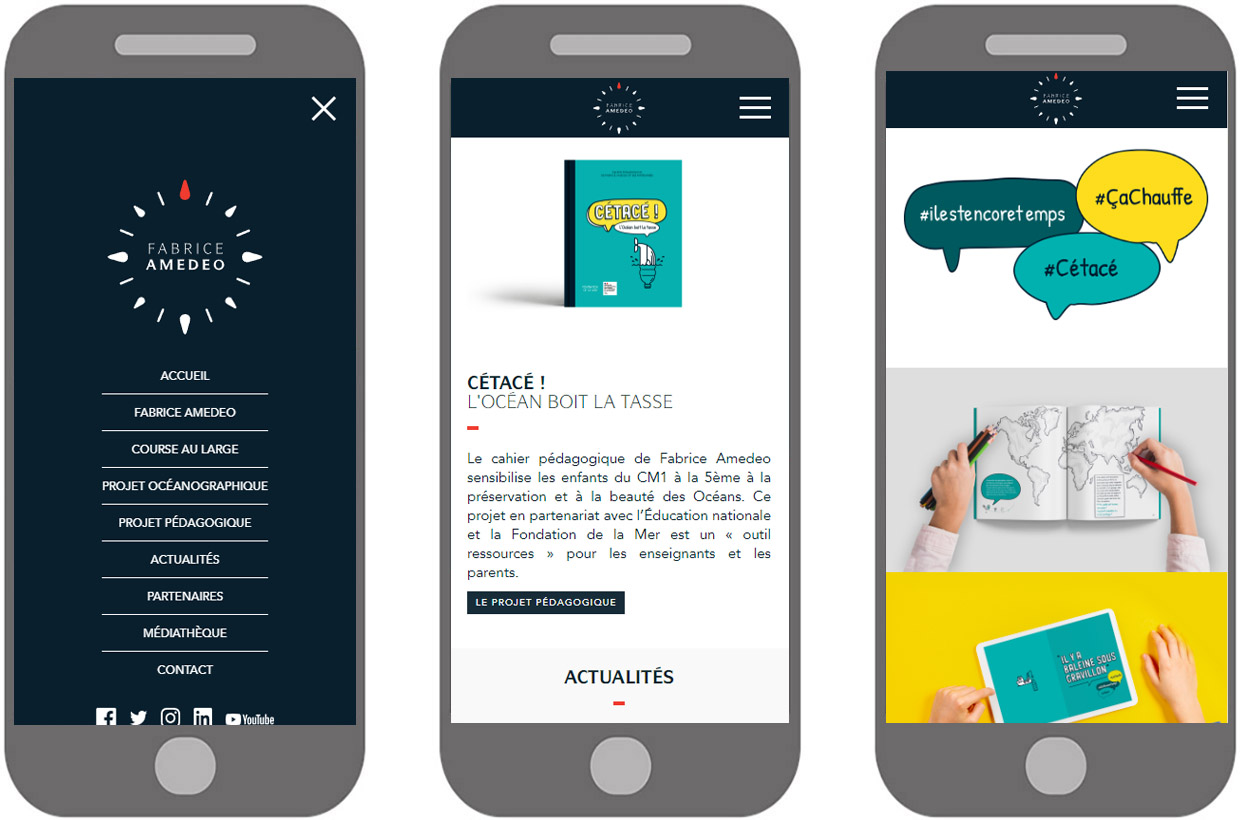 FABRICE
AMEDEO
ACCUEIL
FABRICE AMEDEO
COURSE AU LARGE
PROJET OCÉANOGRAPHIQUE
PROJET PÉDAGOGIQUE
ACTUALITÉS
PARTENAIRES
MÉDIATHÈQUE
CONTACT
YouTube
FABRICE
AMEDEO
CÉTACÉ !
L'Océan boit la tasse
CÉTACÉ !
L'OCÉAN BOIT LA TASSE
Le cahier pédagogique de Fabrice Amedeo
sensibilise les enfants du CM1 à la 5ème à la
préservation et à la beauté des Océans. Ce
projet en partenariat avec l'Éducation nationale
et la Fondation de la Mer est un « outil
ressources » pour les enseignants et les
parents.
LE PROJET PÉDAGOGIQUE
ACTUALITÉS
FABRICE
AMEDEO
#ilestencoretemps
#ÇaChauffe
#Cétacé
"IL Y A
BALEINE SOUS
GRAVILLON"